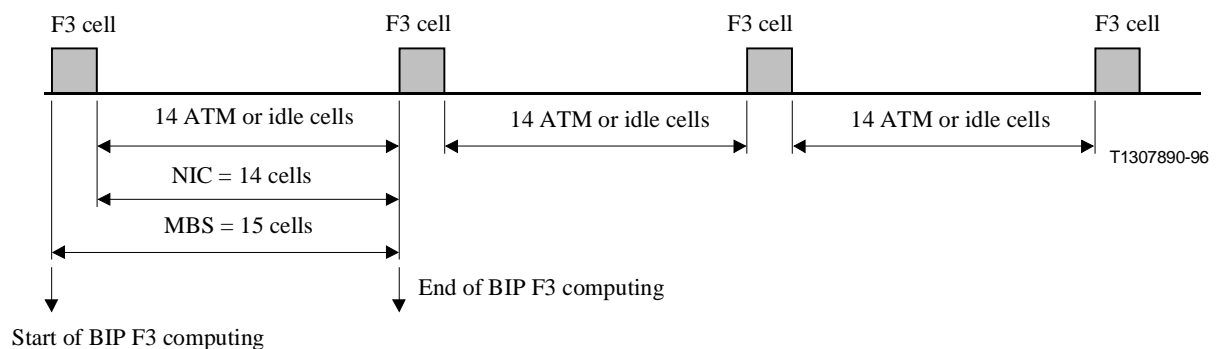 F3 cell
F3 cell
F3 cell
F3 cell
14 ATM or idle cells
14 ATM or idle cells
14 ATM or idle cells
T1307890-96
NIC = 14 cells
MBS = 15 cells
End of BIP F3 computing
Start of BIP F3 computing